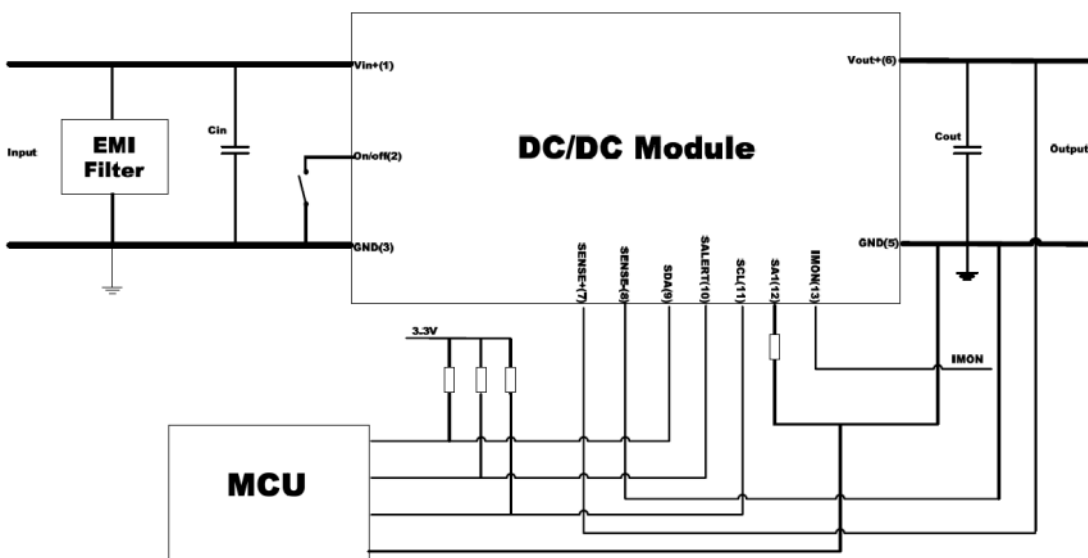 Vin+(1)
Vout+(6)
Input
EMI
Filter
Cin
On/off(2)
DC/DC Module
Cout
Output
GND(3)
GND(5)
SENSE+(7)
SENSE-(8)
SDA(9)
SALERT(10)
SCL(11)
SA1(12)
IMON(13)
3.3V
IMON
MCU